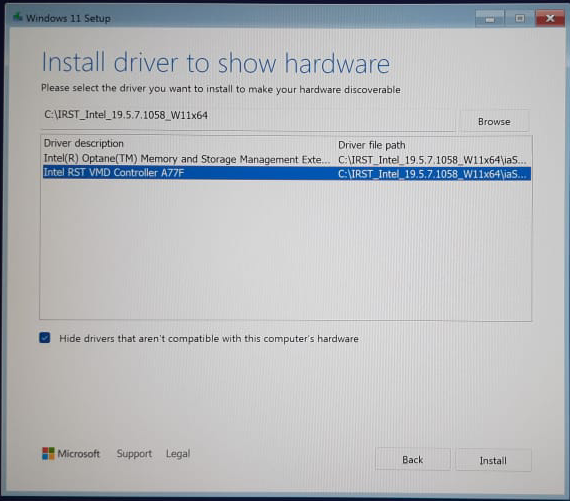 Windows 11 Setup
Install driver to show hardware
Please select the driver you want to install to make your hardware discoverable
C:\IRST_Intel_19.5.7.1058_W11x64
Browse
Driver description Driver file path
Intel(R) Optane(TM) Memory and Storage Management Exte... C:\IRST_Intel_19.5.7.1058_W11x64\iaS...
Intel RST VMD Controller A77F C:\IRST_Intel_19.5.7.1058_W11x64\iaS...
Hide drivers that aren't compatible with this computer's hardware
Microsoft Support Legal
Back Install